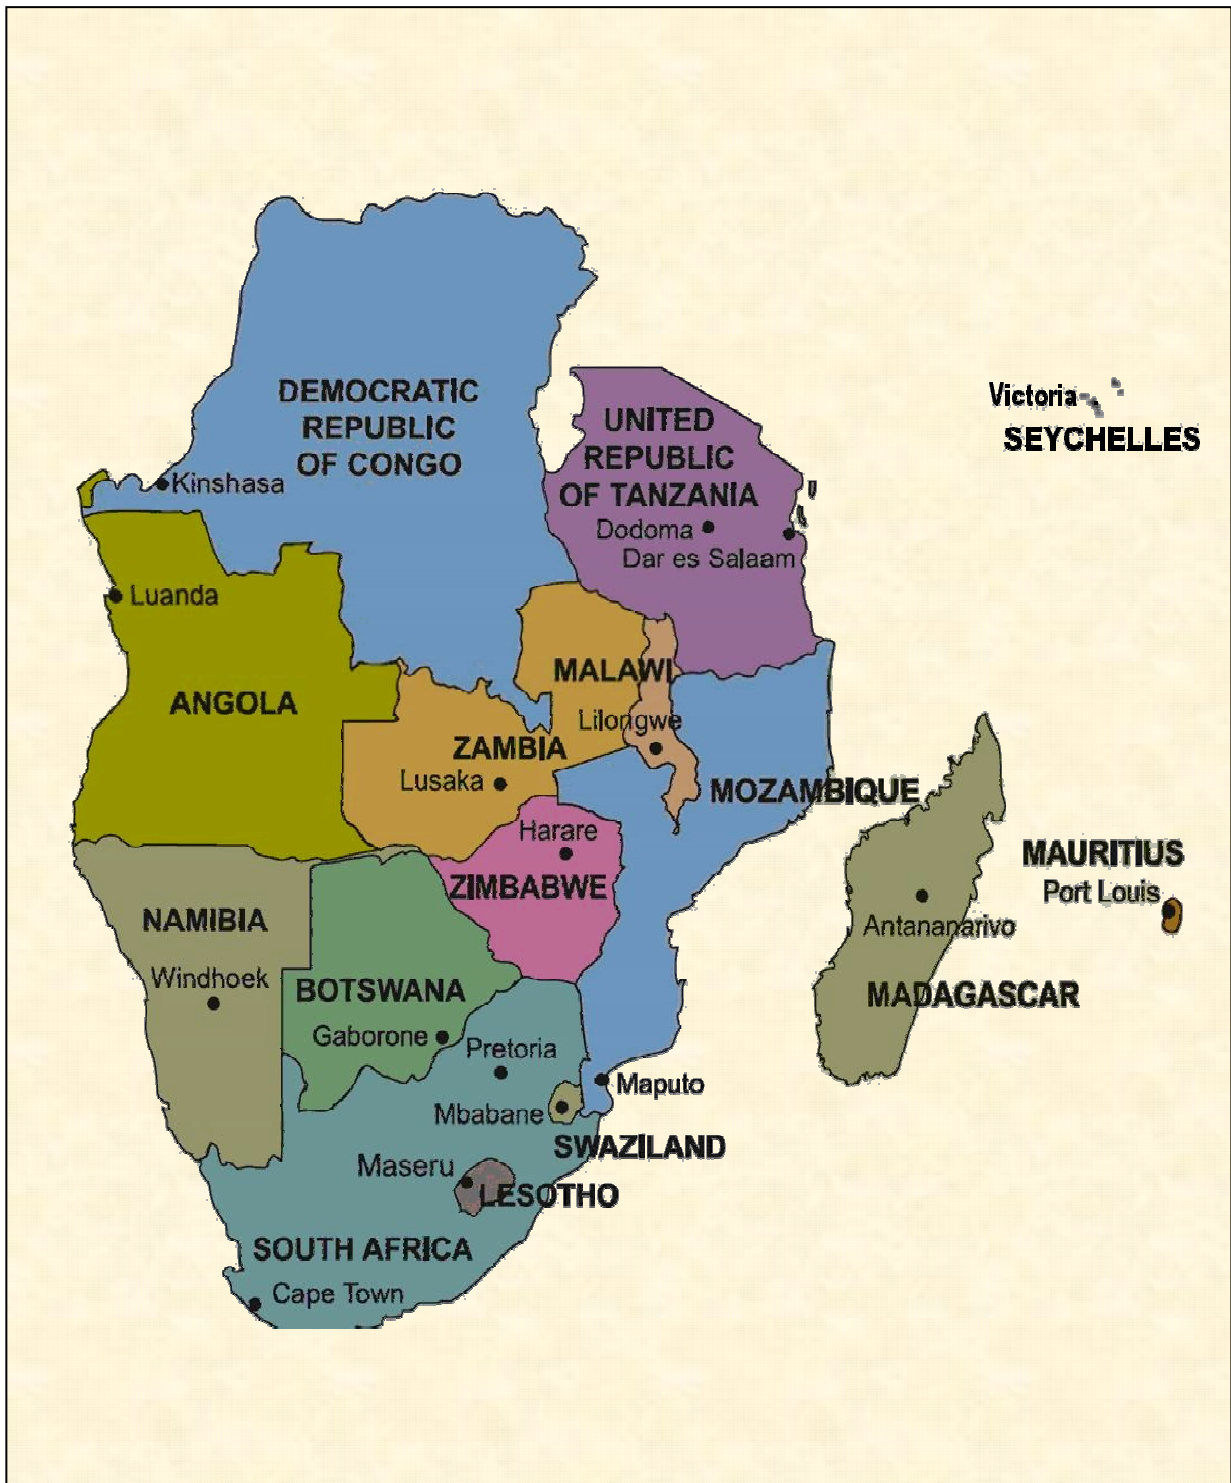 DEMOCRATIC
REPUBLIC
OF CONGO
Kinshasa
UNITED
REPUBLIC
OF TANZANIA
Dodoma
Dar es Salaam
Victoria
SEYCHELLES
Luanda
ANGOLA
MALAWI
Lilongwe
ZAMBIA
Lusaka
MOZAMBIQUE
Harare
ZIMBABWE
MAURITIUS
Port Louis
Antananarivo
MADAGASCAR
NAMIBIA
Windhoek
BOTSWANA
Gaborone
Pretoria
Maputo
Mbabane
SWAZILAND
Maseru
LESOTHO
SOUTH AFRICA
Cape Town